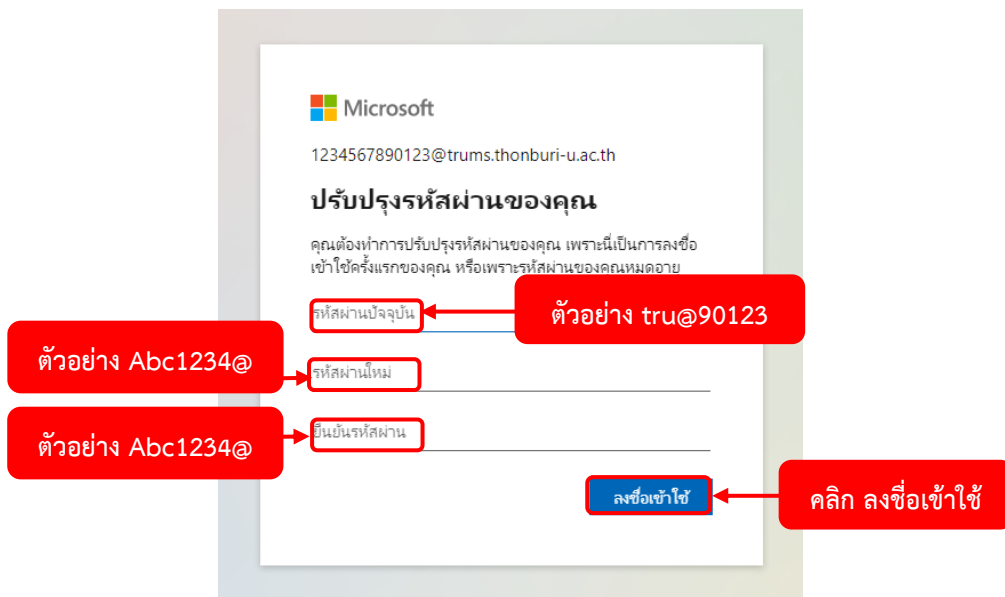 Microsoft
1234567890123@trums.thonburi-u.ac.th
ปรับปรุงรหัสผ่านของคุณ
คุณต้องทำการปรับปรุงรหัสผ่านของคุณ เพราะนี่เป็นการลงชื่อ
เข้าใช้ครั้งแรกของคุณ หรือเพราะรหัสผ่านของคุณหมดอายุ
รหัสผ่านปัจจุบัน
ตัวอย่าง tru@90123
ตัวอย่าง Abc1234@
รหัสผ่านใหม่
ตัวอย่าง Abc1234@
ยืนยันรหัสผ่าน
ลงชื่อเข้าใช้
คลิก ลงชื่อเข้าใช้